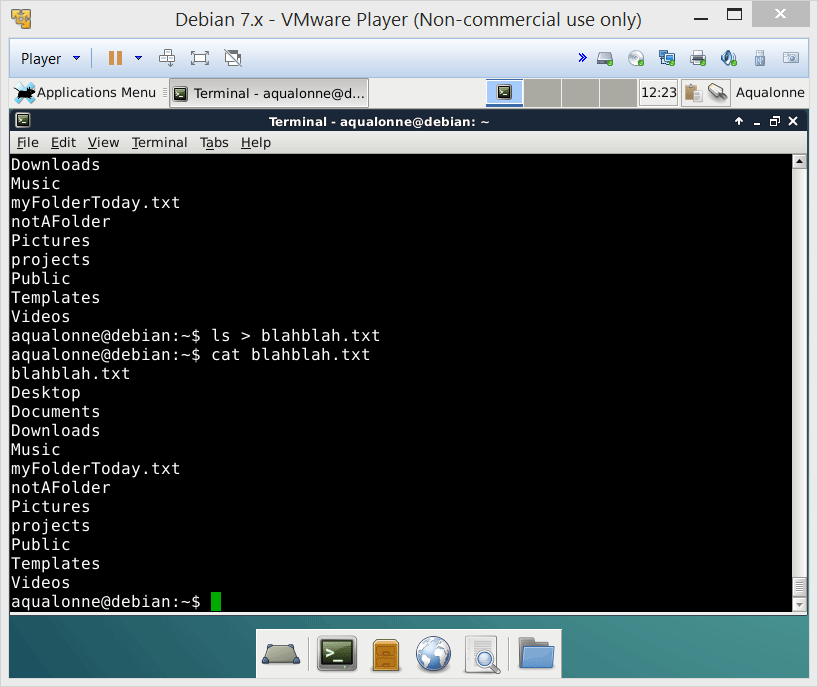 Debian 7.x - VMware Player (Non-commercial use only)
Player
Applications Menu
Terminal - aqualonne@d...
12:23
Aqualonne
Terminal - aqualonne@debian: ~
File Edit View Terminal Tabs Help
Downloads
Music
myFolderToday.txt
notAFolder
Pictures
projects
Public
Templates
Videos
aqualonne@debian:~$ ls > blahblah.txt
aqualonne@debian:~$ cat blahblah.txt
blahblah.txt
Desktop
Documents
Downloads
Music
myFolderToday.txt
notAFolder
Pictures
projects
Public
Templates
Videos
aqualonne@debian:~$